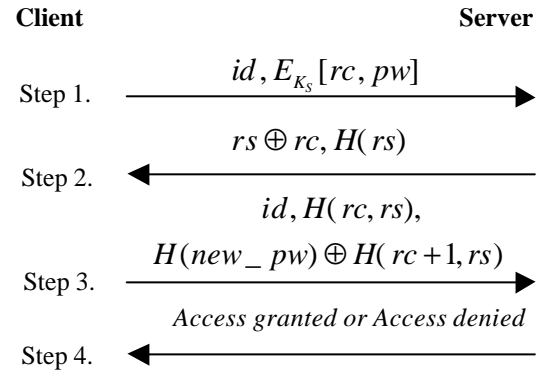 Client Server
id, E_{K_S}[rc, pw]
Step 1.
rs ⊕ rc, H(rs)
Step 2.
id, H(rc, rs),
H(new_pw) ⊕ H(rc+1, rs)
Step 3.
Access granted or Access denied
Step 4.